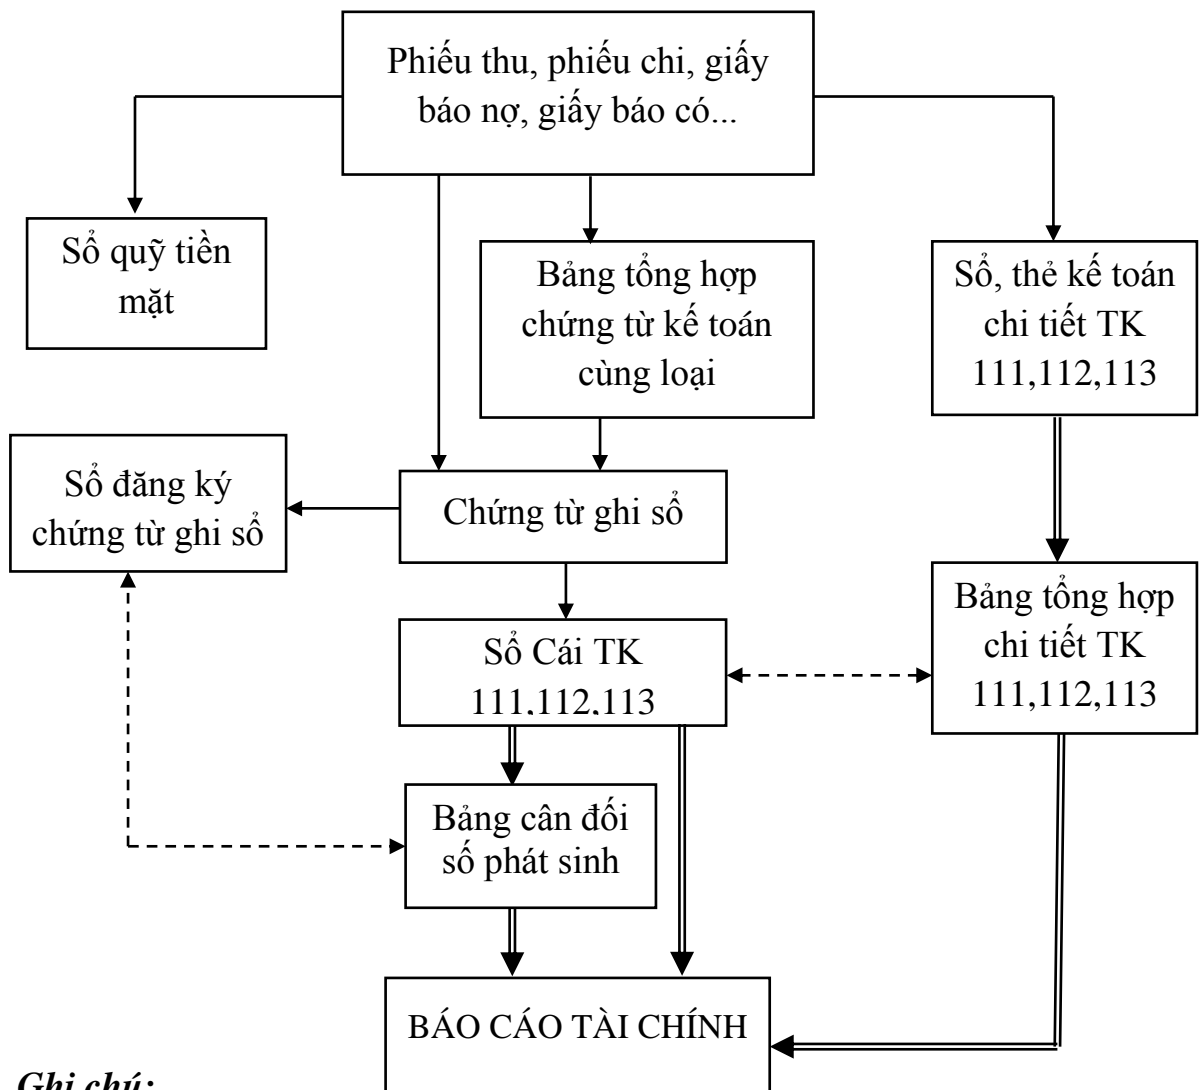 Phiếu thu, phiếu chi, giấy
báo nợ, giấy báo có...
Sổ quỹ tiền
mặt
Bảng tổng hợp
chứng từ kế toán
cùng loại
Sổ, thẻ kế toán
chi tiết TK
111,112,113
Sổ đăng ký
chứng từ ghi sổ
Chứng từ ghi sổ
Sổ Cái TK
111,112,113
Bảng tổng hợp
chi tiết TK
111,112,113
Bảng cân đối
số phát sinh
BÁO CÁO TÀI CHÍNH
Ghi chú: